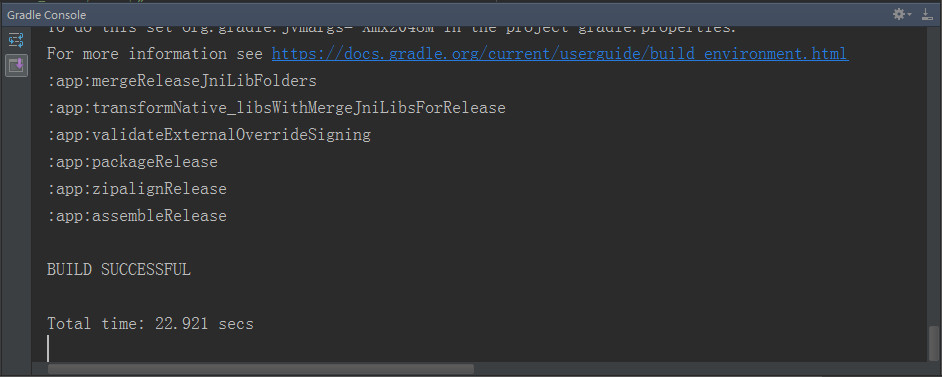 Gradle Console
To do this set org.gradle.jvmargs=-Xmx2048M in the project gradle.properties.
For more information see https://docs.gradle.org/current/userguide/build_environment.html
:app:mergeReleaseJniLibFolders
:app:transformNative_libsWithMergeJniLibsForRelease
:app:validateExternalOverrideSigning
:app:packageRelease
:app:zipalignRelease
:app:assembleRelease
BUILD SUCCESSFUL
Total time: 22.921 secs